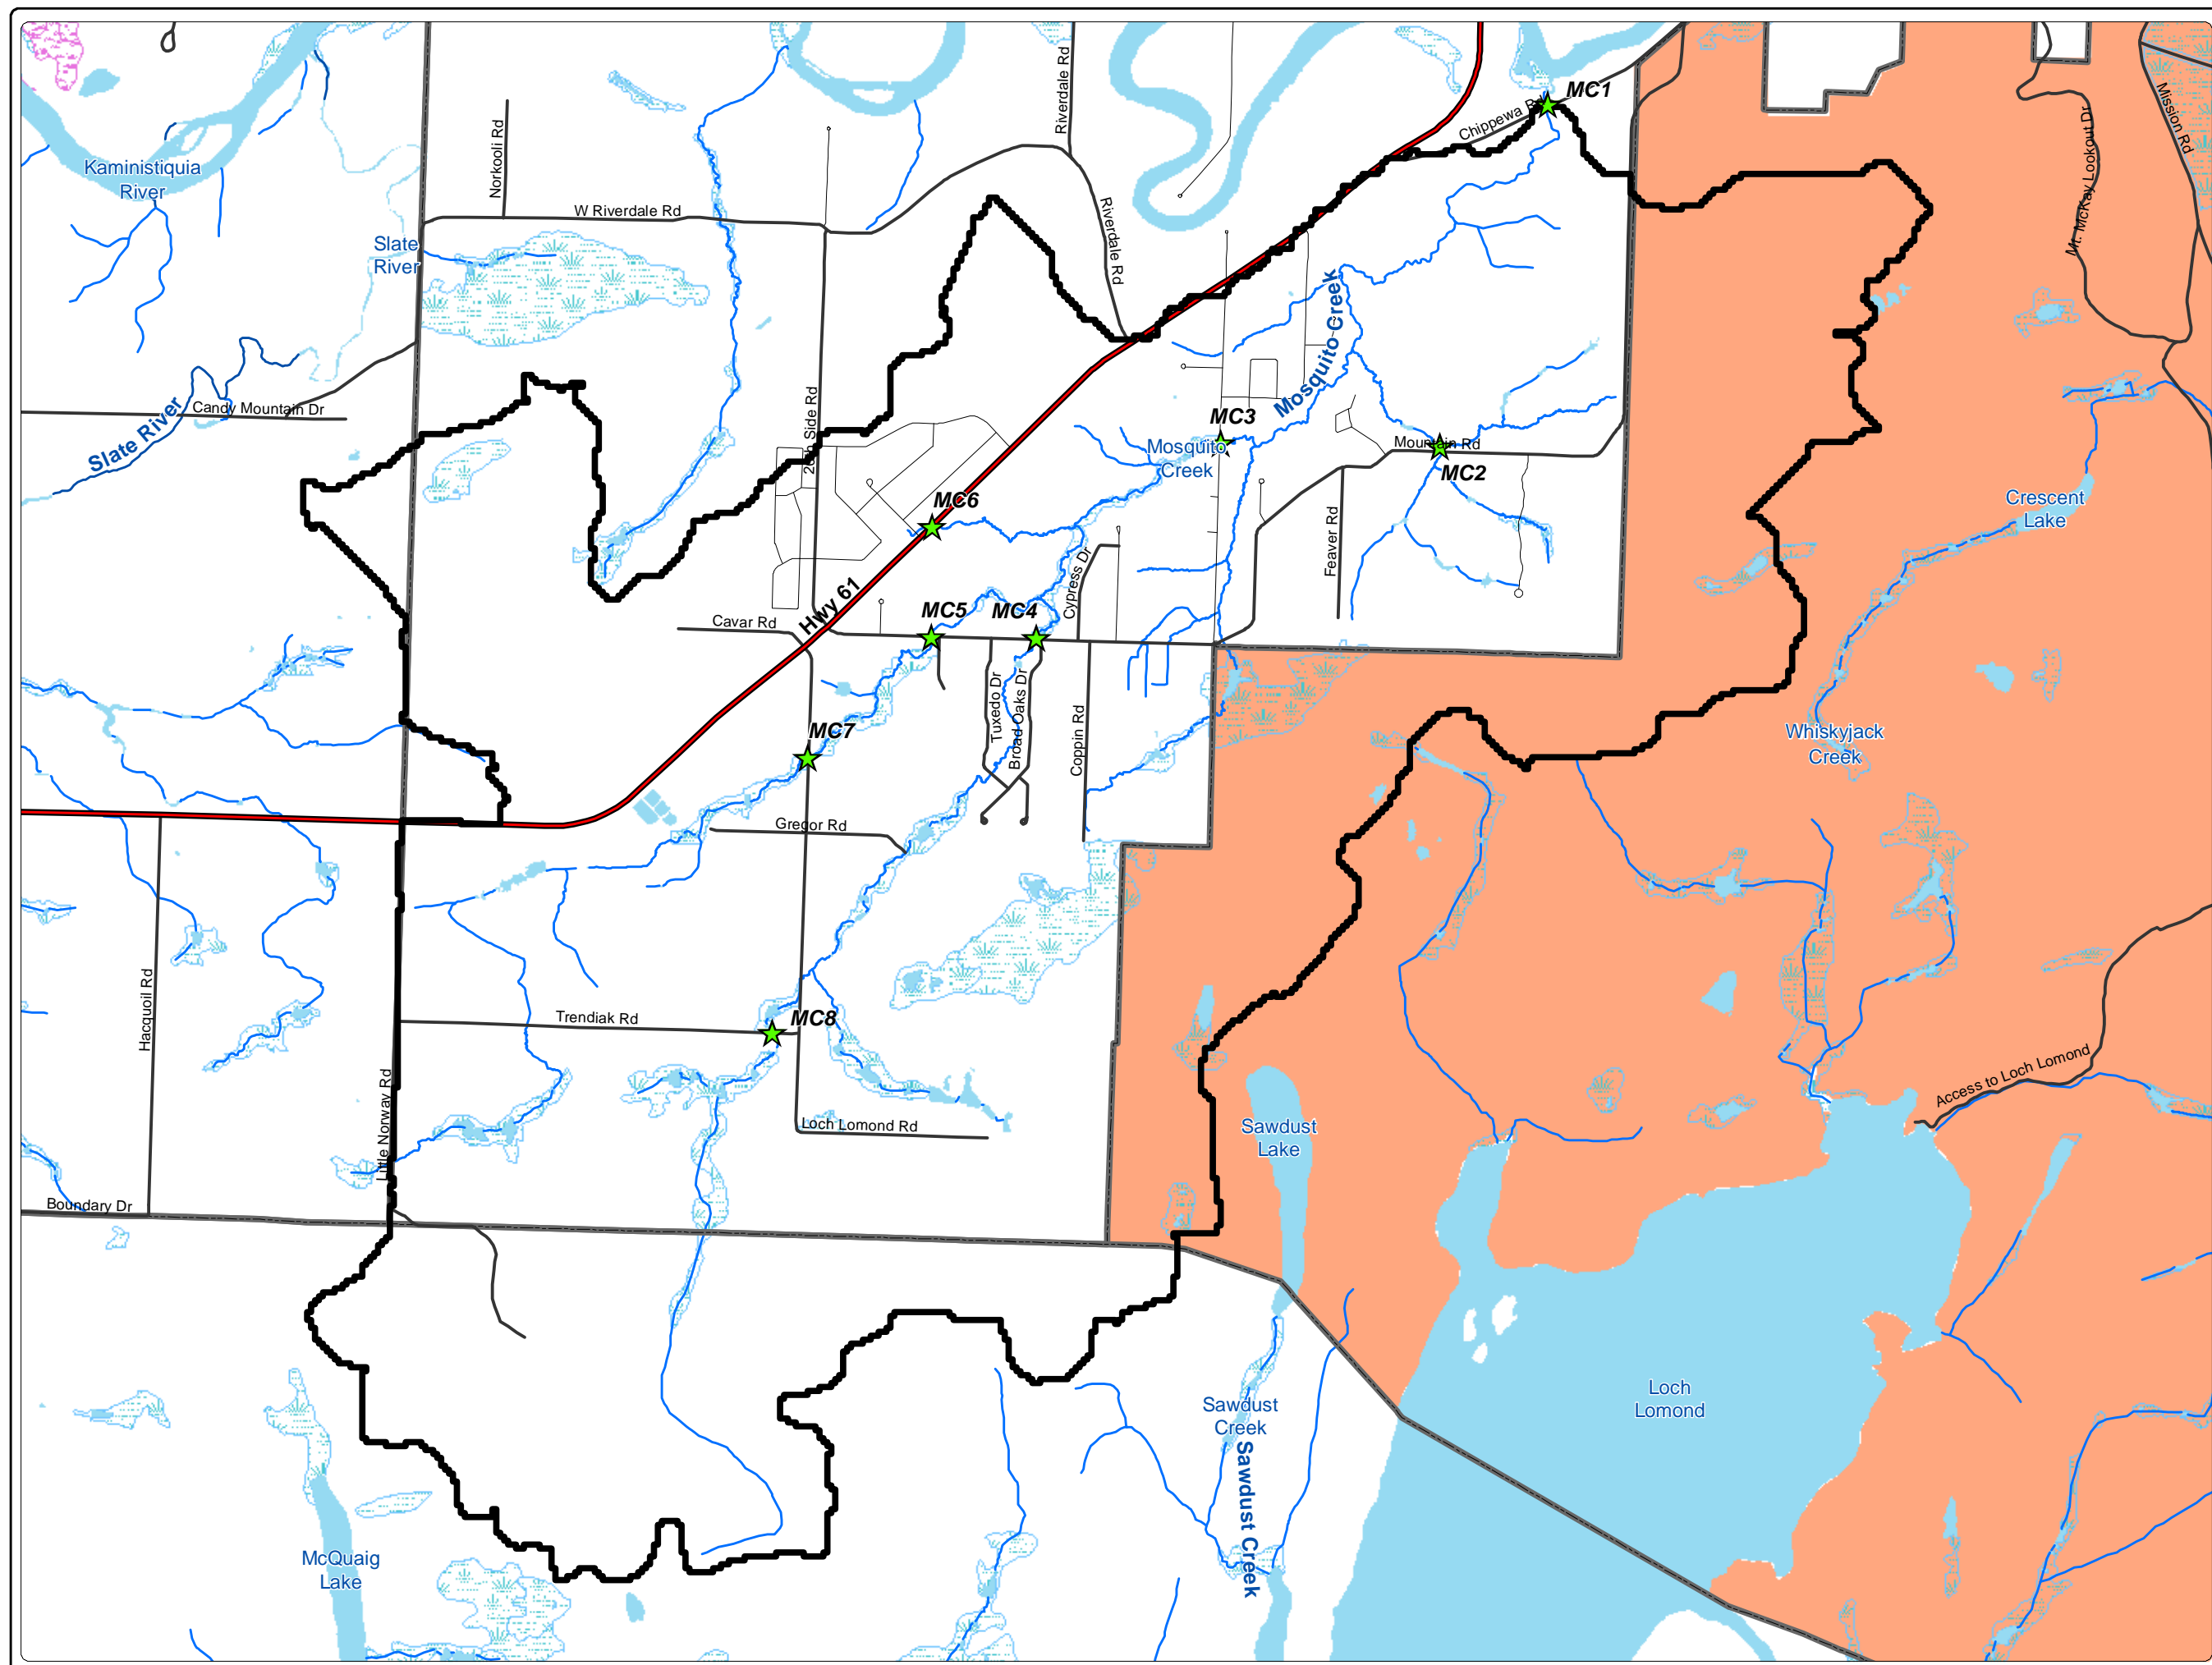 MC1
Chippewa Rd
Riverdale Rd
Mission Rd
Mt. McKay Lookout Dr
Norkooli Rd
Kaministiquia
River
W Riverdale Rd
Riverdale Rd
Slate
River
Mosquito Creek
Candy Mountain Dr
Slate River
20th Side Rd
MC3
Mosquito
Creek
Mountain Rd
MC2
MC6
Crescent
Lake
Feaver Rd
Cypress Dr
Hwy 61
MC5
MC4
Cavar Rd
Tuxedo Dr
Broad Oaks Dr
Coppin Rd
MC7
Whiskyjack
Creek
Gregor Rd
Hacquoil Rd
Trendiak Rd
MC8
Access to Loch Lomond
Little Norway Rd
Loch Lomond Rd
Sawdust
Lake
Boundary Dr
Loch
Lomond
Sawdust
Creek
Sawdust Creek
McQuaig
Lake